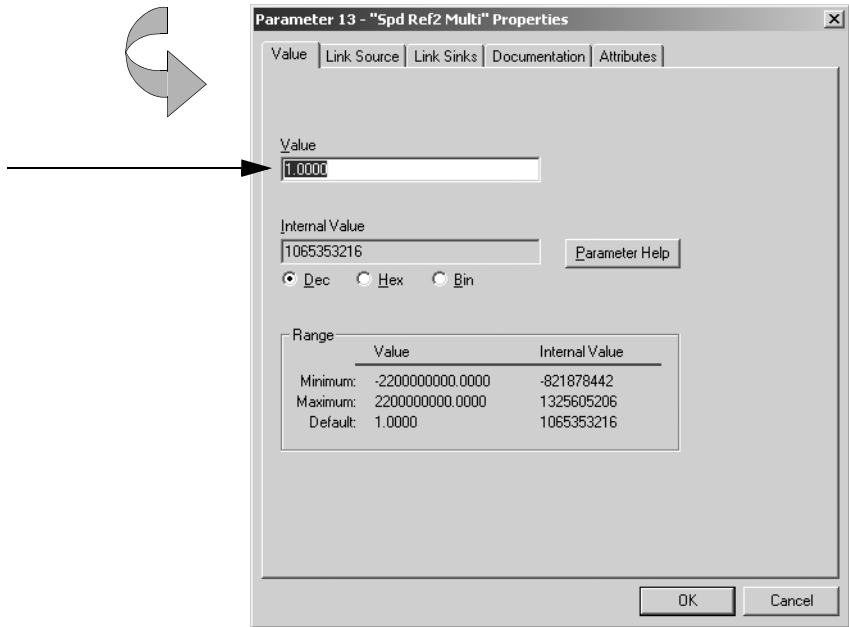 Parameter 13 - "Spd Ref2 Multi" Properties
Value Link Source Link Sinks Documentation Attributes
Value
1.0000
Internal Value
1065353216
Parameter Help
Dec Hex Bin
Range
Value Internal Value
Minimum: -2200000000.0000 -821878442
Maximum: 2200000000.0000 1325605206
Default: 1.0000 1065353216
OK Cancel